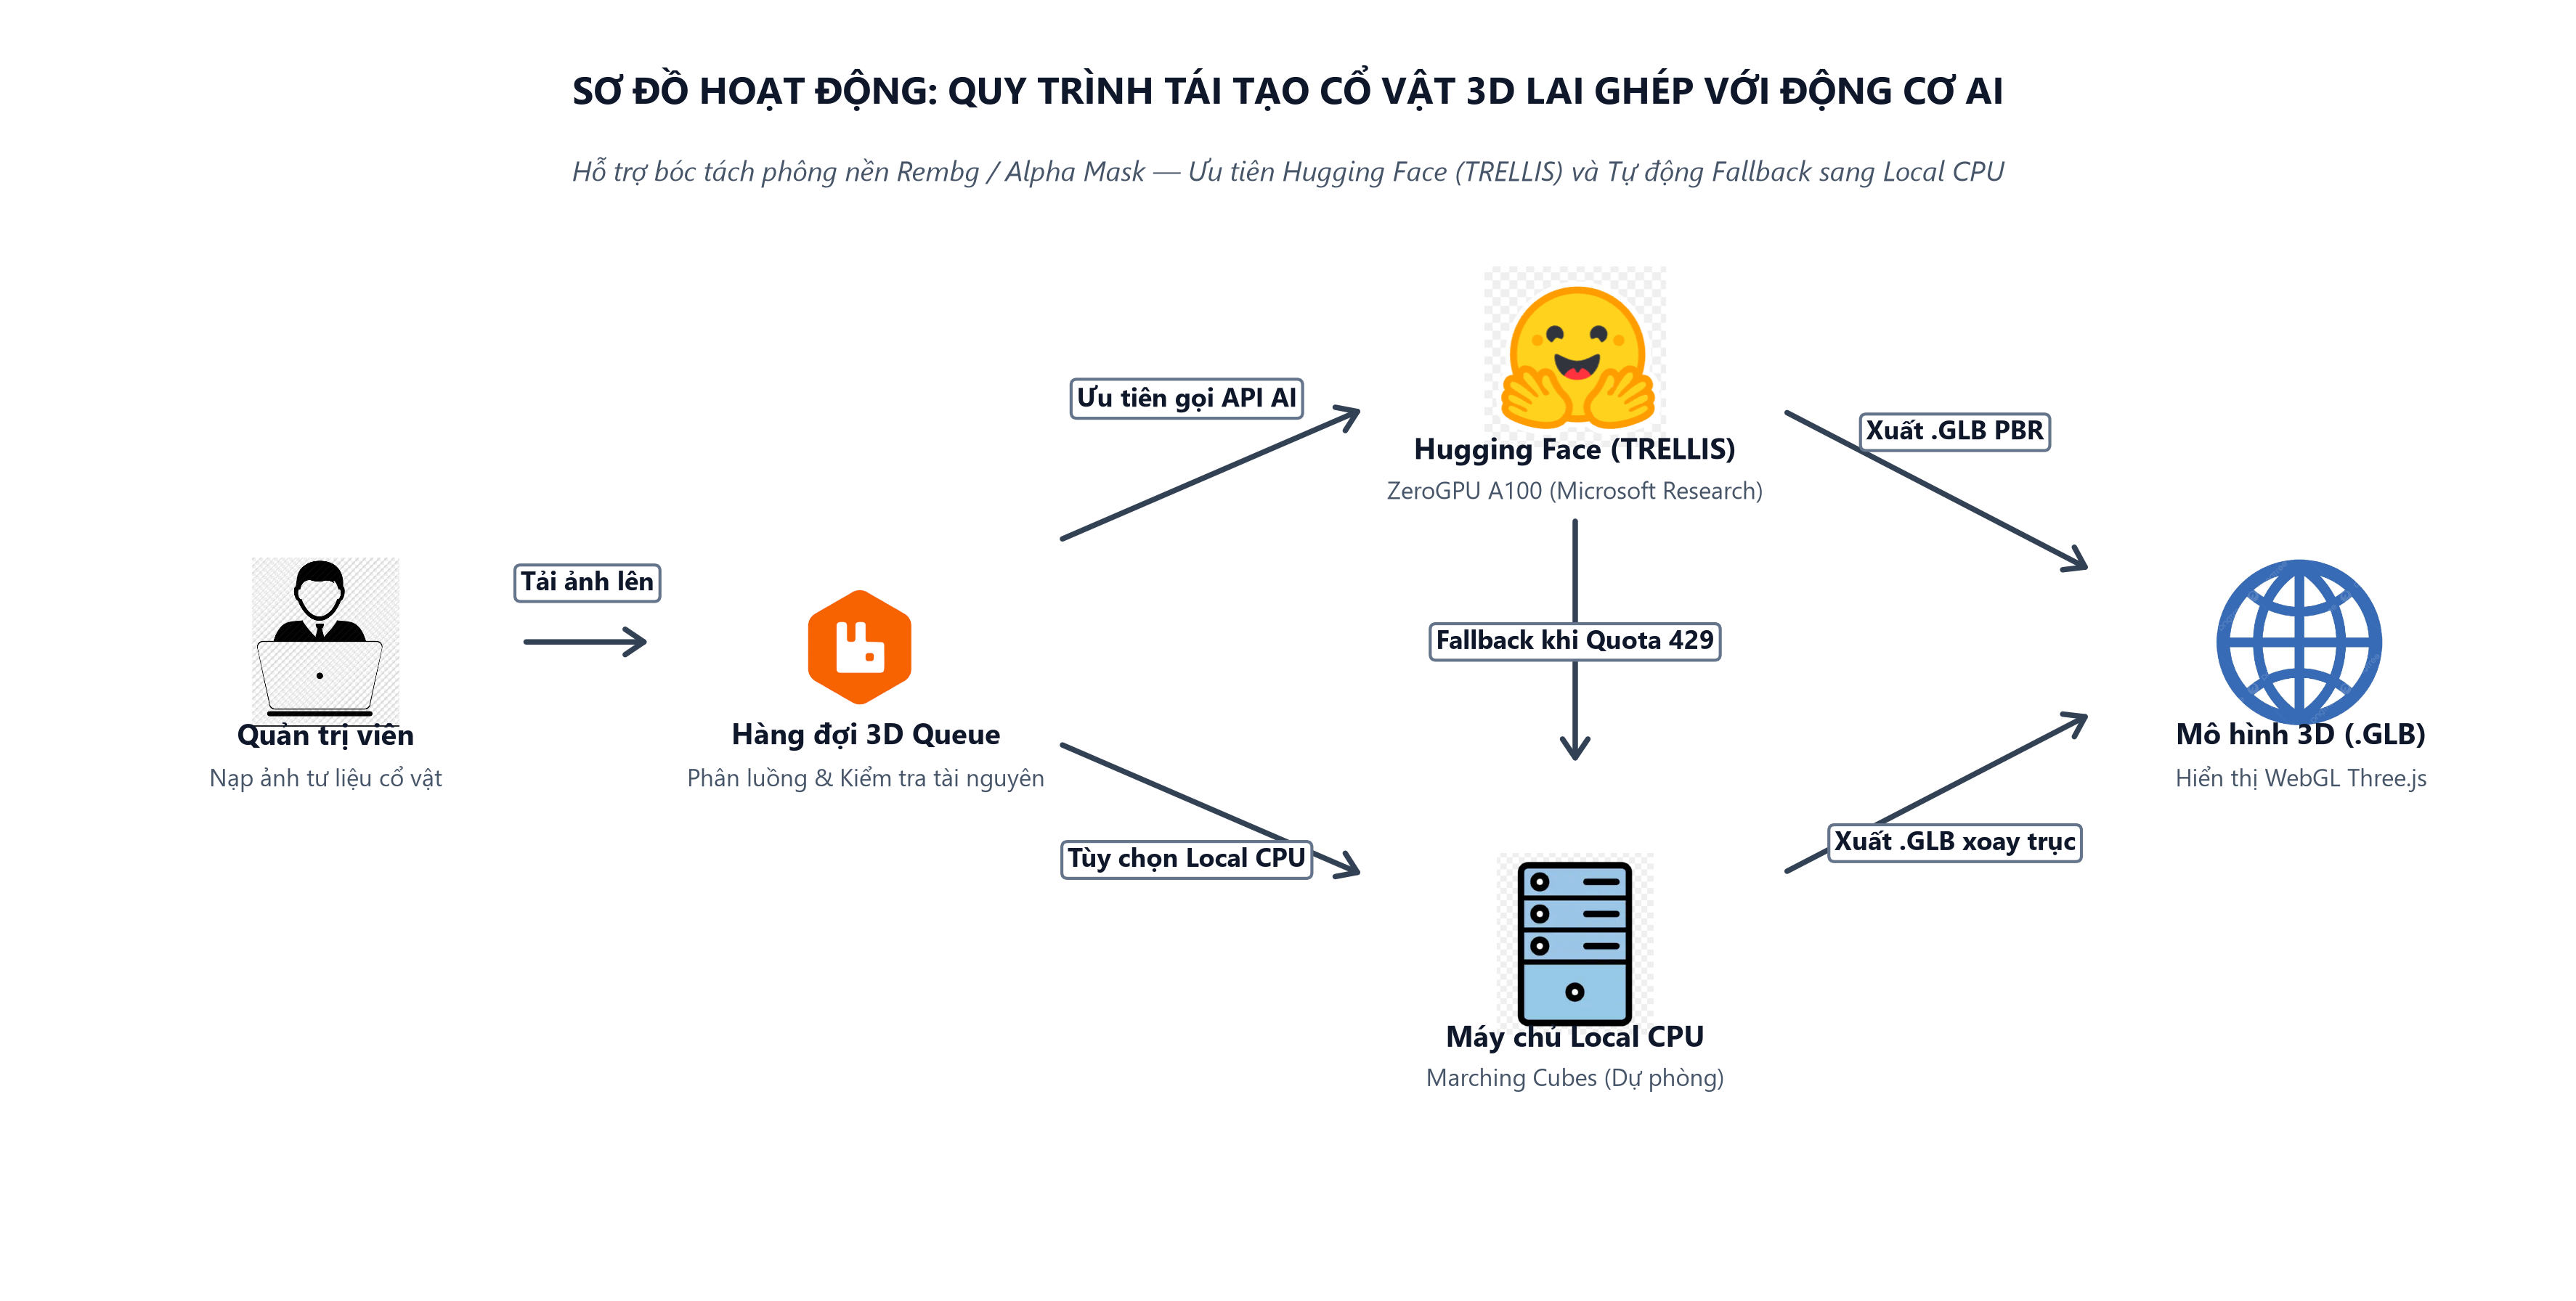 SƠ ĐỒ HOẠT ĐỘNG: QUY TRÌNH TÁI TẠO CỔ VẬT 3D LAI GHÉP VỚI ĐỘNG CƠ AI
Hỗ trợ bóc tách phông nền Rembg / Alpha Mask — Ưu tiên Hugging Face (TRELLIS) và Tự động Fallback sang Local CPU
Ưu tiên gọi API AI
Xuất .GLB PBR
Hugging Face (TRELLIS)
ZeroGPU A100 (Microsoft Research)
Tải ảnh lên
Fallback khi Quota 429
Quản trị viên
Nạp ảnh tư liệu cổ vật
Hàng đợi 3D Queue
Phân luồng & Kiểm tra tài nguyên
Mô hình 3D (.GLB)
Hiển thị WebGL Three.js
Tùy chọn Local CPU
Xuất .GLB xoay trục
Máy chủ Local CPU
Marching Cubes (Dự phòng)